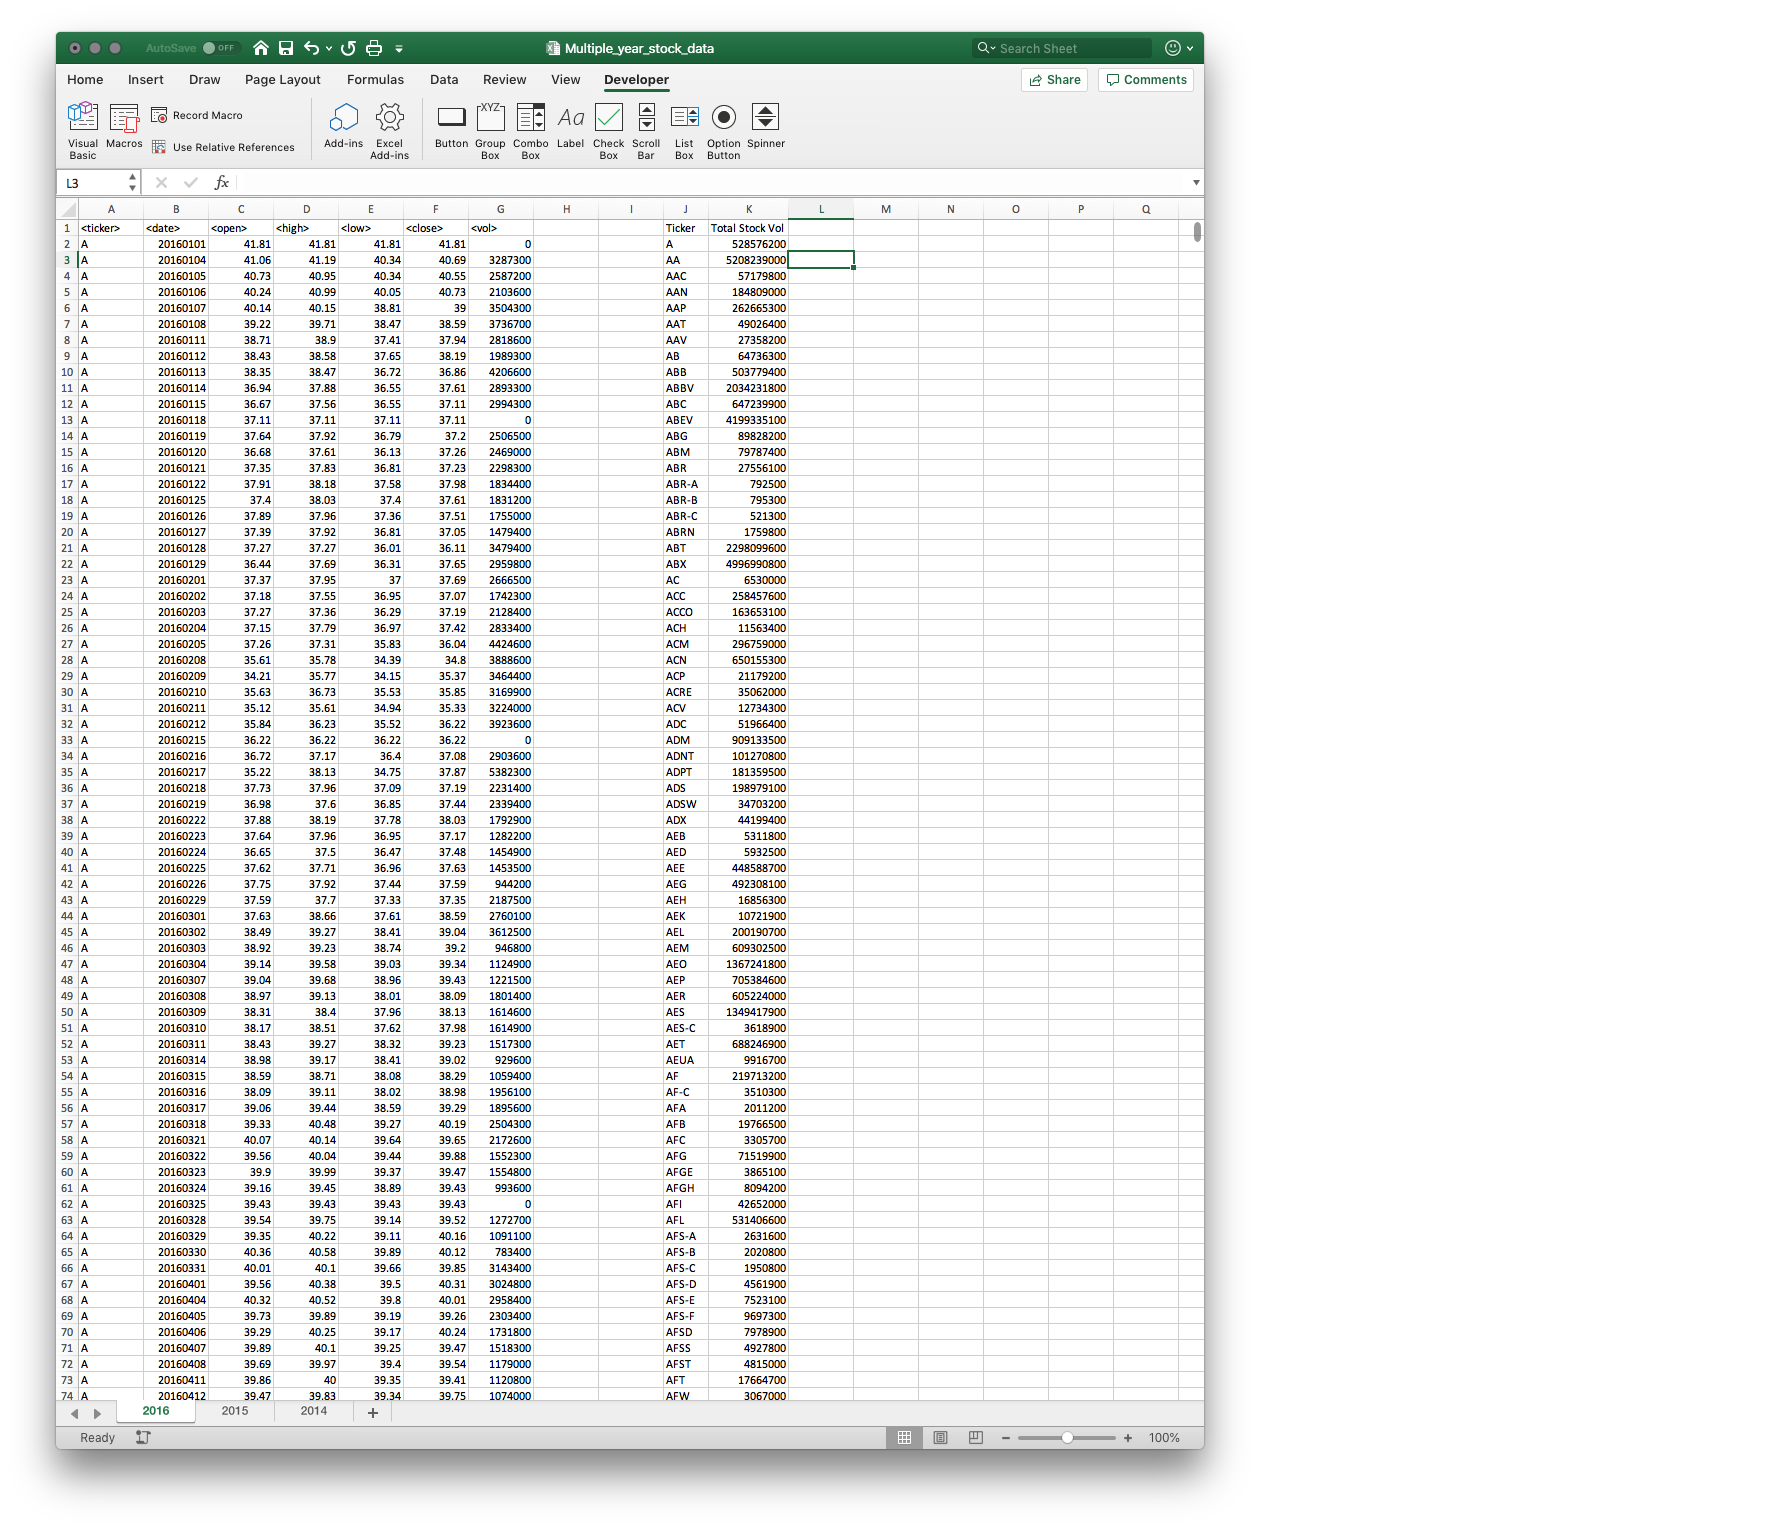 AutoSave OFF Multiple_year_stock_data Search Sheet
Home Insert Draw Page Layout Formulas Data Review View Developer Share Comments
Visual Basic Macros Record Macro Use Relative References Add-ins Excel Add-ins Button Group Box Combo Box Label Check Box Scroll Bar List Box Option Button Spinner
L3 fx
A B C D E F G H I J K L M N O P Q
1 <ticker> <date> <open> <high> <low> <close> <vol> Ticker Total Stock Vol
2 A 20160101 41.81 41.81 41.81 41.81 0 A 528576200
3 A 20160104 41.06 41.19 40.34 40.69 3287300 AA 5208239000
4 A 20160105 40.73 40.95 40.34 40.55 2587200 AAC 57179800
5 A 20160106 40.24 40.99 40.05 40.73 2103600 AAN 184809000
6 A 20160107 40.14 40.15 38.81 39 3504300 AAP 262665300
7 A 20160108 39.22 39.71 38.47 38.59 3736700 AAT 49026400
8 A 20160111 38.71 38.9 37.41 37.94 2818600 AAV 27358200
9 A 20160112 38.43 38.58 37.65 38.19 1989300 AB 64736300
10 A 20160113 38.35 38.47 36.72 36.86 4206600 ABB 503779400
11 A 20160114 36.94 37.88 36.55 37.61 2893300 ABBV 2034231800
12 A 20160115 36.67 37.56 36.55 37.11 2994300 ABC 647239900
13 A 20160118 37.11 37.11 37.11 37.11 0 ABEV 4199335100
14 A 20160119 37.64 37.92 36.79 37.2 2506500 ABG 89828200
15 A 20160120 36.68 37.61 36.13 37.26 2469000 ABM 79787400
16 A 20160121 37.35 37.83 36.81 37.23 2298300 ABR 27556100
17 A 20160122 37.91 38.18 37.58 37.98 1834400 ABR-A 792500
18 A 20160125 37.4 38.03 37.4 37.61 1831200 ABR-B 795300
19 A 20160126 37.89 37.96 37.36 37.51 1755000 ABR-C 521300
20 A 20160127 37.39 37.92 36.81 37.05 1479400 ABRN 1759800
21 A 20160128 37.27 37.27 36.01 36.11 3479400 ABT 2298099600
22 A 20160129 36.44 37.69 36.31 37.65 2959800 ABX 4996990800
23 A 20160201 37.37 37.95 37 37.69 2666500 AC 6530000
24 A 20160202 37.18 37.55 36.95 37.07 1742300 ACC 258457600
25 A 20160203 37.27 37.36 36.29 37.19 2128400 ACCO 163653100
26 A 20160204 37.15 37.79 36.97 37.42 2833400 ACH 11563400
27 A 20160205 37.26 37.31 35.83 36.04 4424600 ACM 296759000
28 A 20160208 35.61 35.78 34.39 34.8 3888600 ACN 650155300
29 A 20160209 34.21 35.77 34.15 35.37 3464400 ACP 21179200
30 A 20160210 35.63 36.73 35.53 35.85 3169900 ACRE 35062000
31 A 20160211 35.12 35.61 34.94 35.33 3224000 ACV 12734300
32 A 20160212 35.84 36.23 35.52 36.22 3923600 ADC 51966400
33 A 20160215 36.22 36.22 36.22 36.22 0 ADM 909133500
34 A 20160216 36.72 37.17 36.4 37.08 2903600 ADNT 101270800
35 A 20160217 35.22 38.13 34.75 37.87 5382300 ADPT 181359500
36 A 20160218 37.73 37.96 37.09 37.19 2231400 ADS 198979100
37 A 20160219 36.98 37.6 36.85 37.44 2339400 ADSW 34703200
38 A 20160222 37.88 38.19 37.78 38.03 1792900 ADX 44199400
39 A 20160223 37.64 37.96 36.95 37.17 1282200 AEB 5311800
40 A 20160224 36.65 37.5 36.47 37.48 1454900 AED 5932500
41 A 20160225 37.62 37.71 36.96 37.63 1453500 AEE 448588700
42 A 20160226 37.75 37.92 37.44 37.59 944200 AEG 492308100
43 A 20160229 37.59 37.7 37.33 37.35 2187500 AEH 16856300
44 A 20160301 37.63 38.66 37.61 38.59 2760100 AEK 10721900
45 A 20160302 38.49 39.27 38.41 39.04 3612500 AEL 200190700
46 A 20160303 38.92 39.23 38.74 39.2 946800 AEM 609302500
47 A 20160304 39.14 39.58 39.03 39.34 1124900 AEO 1367241800
48 A 20160307 39.04 39.68 38.96 39.43 1221500 AEP 705384600
49 A 20160308 38.97 39.13 38.01 38.09 1801400 AER 605224000
50 A 20160309 38.31 38.4 37.96 38.13 1614600 AES 1349417900
51 A 20160310 38.17 38.51 37.62 37.98 1614900 AES-C 3618900
52 A 20160311 38.43 39.27 38.32 39.23 1517300 AET 688246900
53 A 20160314 38.98 39.17 38.41 39.02 929600 AEUA 9916700
54 A 20160315 38.59 38.71 38.08 38.29 1059400 AF 219713200
55 A 20160316 38.09 39.11 38.02 38.98 1956100 AF-C 3510300
56 A 20160317 39.06 39.44 38.59 39.29 1895600 AFA 2011200
57 A 20160318 39.33 40.48 39.27 40.19 2504300 AFB 19766500
58 A 20160321 40.07 40.14 39.64 39.65 2172600 AFC 3305700
59 A 20160322 39.56 40.04 39.44 39.88 1552300 AFG 71519900
60 A 20160323 39.9 39.99 39.37 39.47 1554800 AFGE 3865100
61 A 20160324 39.16 39.45 38.89 39.43 993600 AFGH 8094200
62 A 20160325 39.43 39.43 39.43 39.43 0 AFI 42652000
63 A 20160328 39.54 39.75 39.14 39.52 1272700 AFL 531406600
64 A 20160329 39.35 40.22 39.11 40.16 1091100 AFS-A 2631600
65 A 20160330 40.36 40.58 39.89 40.12 783400 AFS-B 2020800
66 A 20160331 40.01 40.1 39.66 39.85 3143400 AFS-C 1950800
67 A 20160401 39.56 40.38 39.5 40.31 3024800 AFS-D 4561900
68 A 20160404 40.32 40.52 39.8 40.01 2958400 AFS-E 7523100
69 A 20160405 39.73 39.89 39.19 39.26 2303400 AFS-F 9697300
70 A 20160406 39.29 40.25 39.17 40.24 1731800 AFSD 7978900
71 A 20160407 39.89 40.1 39.25 39.47 1518300 AFSS 4927800
72 A 20160408 39.69 39.97 39.4 39.54 1179000 AFST 4815000
73 A 20160411 39.86 40 39.35 39.41 1120800 AFT 17664700
74 A 20160412 39.47 39.83 39.34 39.75 1074000 AFW 3067000
2016 2015 2014 +
Ready 100%